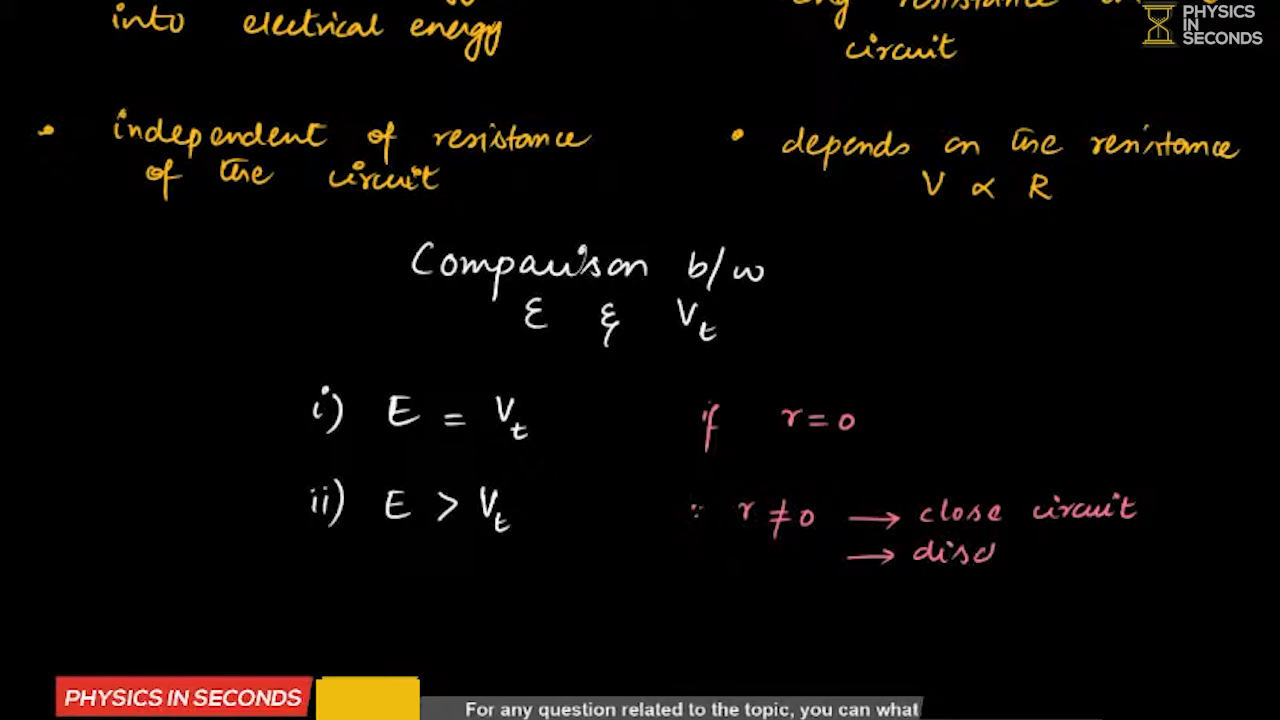 into electrical energy
circuit
• independent of resistance
of the circuit
• depends on the resistance
V ∝ R
Comparison b/w
ε & Vt
i) E = Vt if r = 0
ii) E > Vt ∵ r ≠ 0 → close circuit
→ disc
PHYSICS
IN
SECONDS
PHYSICS IN SECONDS
For any question related to the topic, you can what